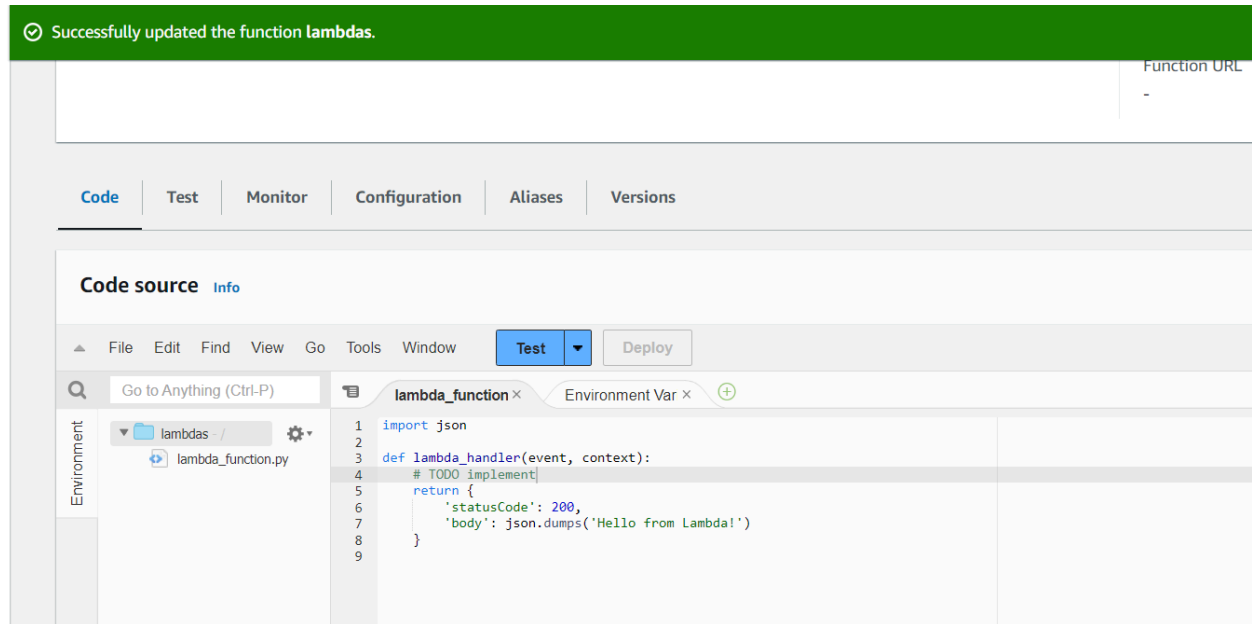 Successfully updated the function lambdas.
Function URL
-
Code Test Monitor Configuration Aliases Versions
Code source Info
File Edit Find View Go Tools Window Test Deploy
Go to Anything (Ctrl-P) lambda_function × Environment Var ×
Environment
lambdas - /
lambda_function.py
1 import json
2
3 def lambda_handler(event, context):
4 # TODO implement
5 return {
6 'statusCode': 200,
7 'body': json.dumps('Hello from Lambda!')
8 }
9